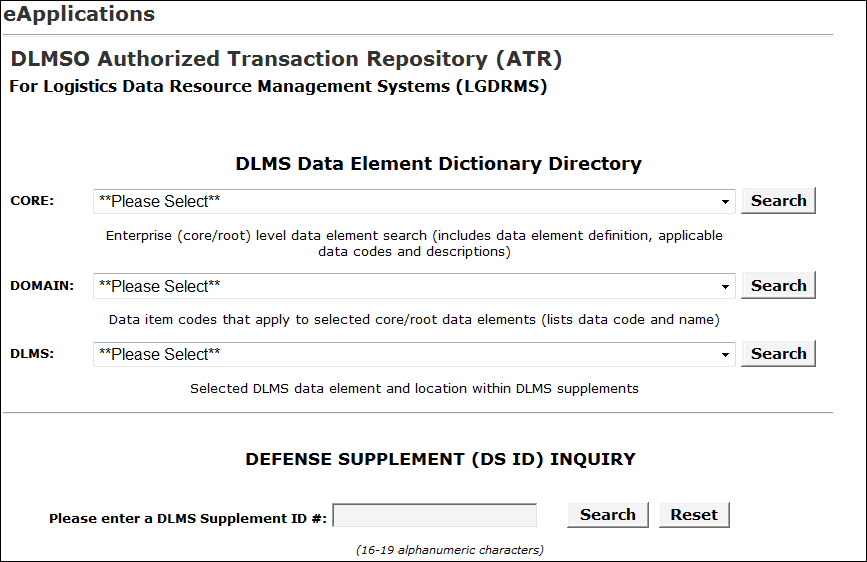 eApplications
DLMSO Authorized Transaction Repository (ATR)
For Logistics Data Resource Management Systems (LGDRMS)
DLMS Data Element Dictionary Directory
CORE: **Please Select** Search
Enterprise (core/root) level data element search (includes data element definition, applicable
data codes and descriptions)
DOMAIN: **Please Select** Search
Data item codes that apply to selected core/root data elements (lists data code and name)
DLMS: **Please Select** Search
Selected DLMS data element and location within DLMS supplements
DEFENSE SUPPLEMENT (DS ID) INQUIRY
Please enter a DLMS Supplement ID #: Search Reset
(16-19 alphanumeric characters)